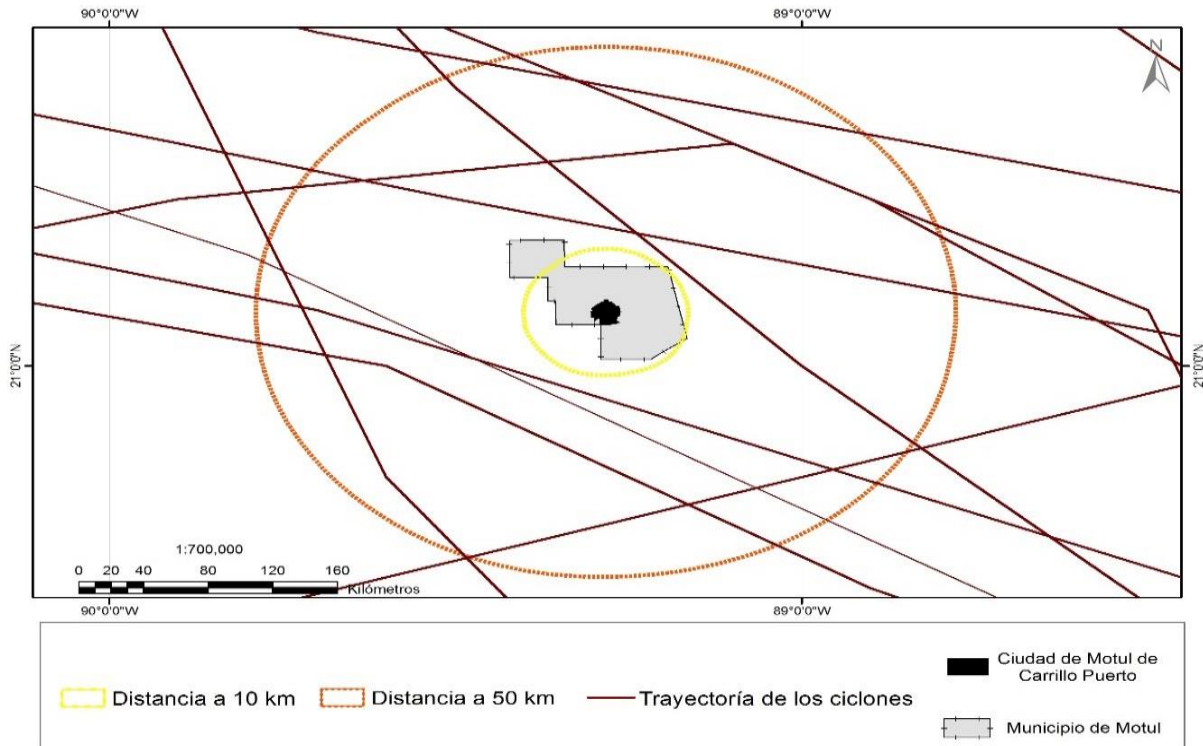 90°0'0"W
89°0'0"W
N
21°0'0"N
21°0'0"N
1:700,000
0 20 40 80 120 160
Kilómetros
90°0'0"W
89°0'0"W
Distancia a 10 km
Distancia a 50 km
Trayectoría de los ciclones
Ciudad de Motul de
Carrillo Puerto
Municipio de Motul